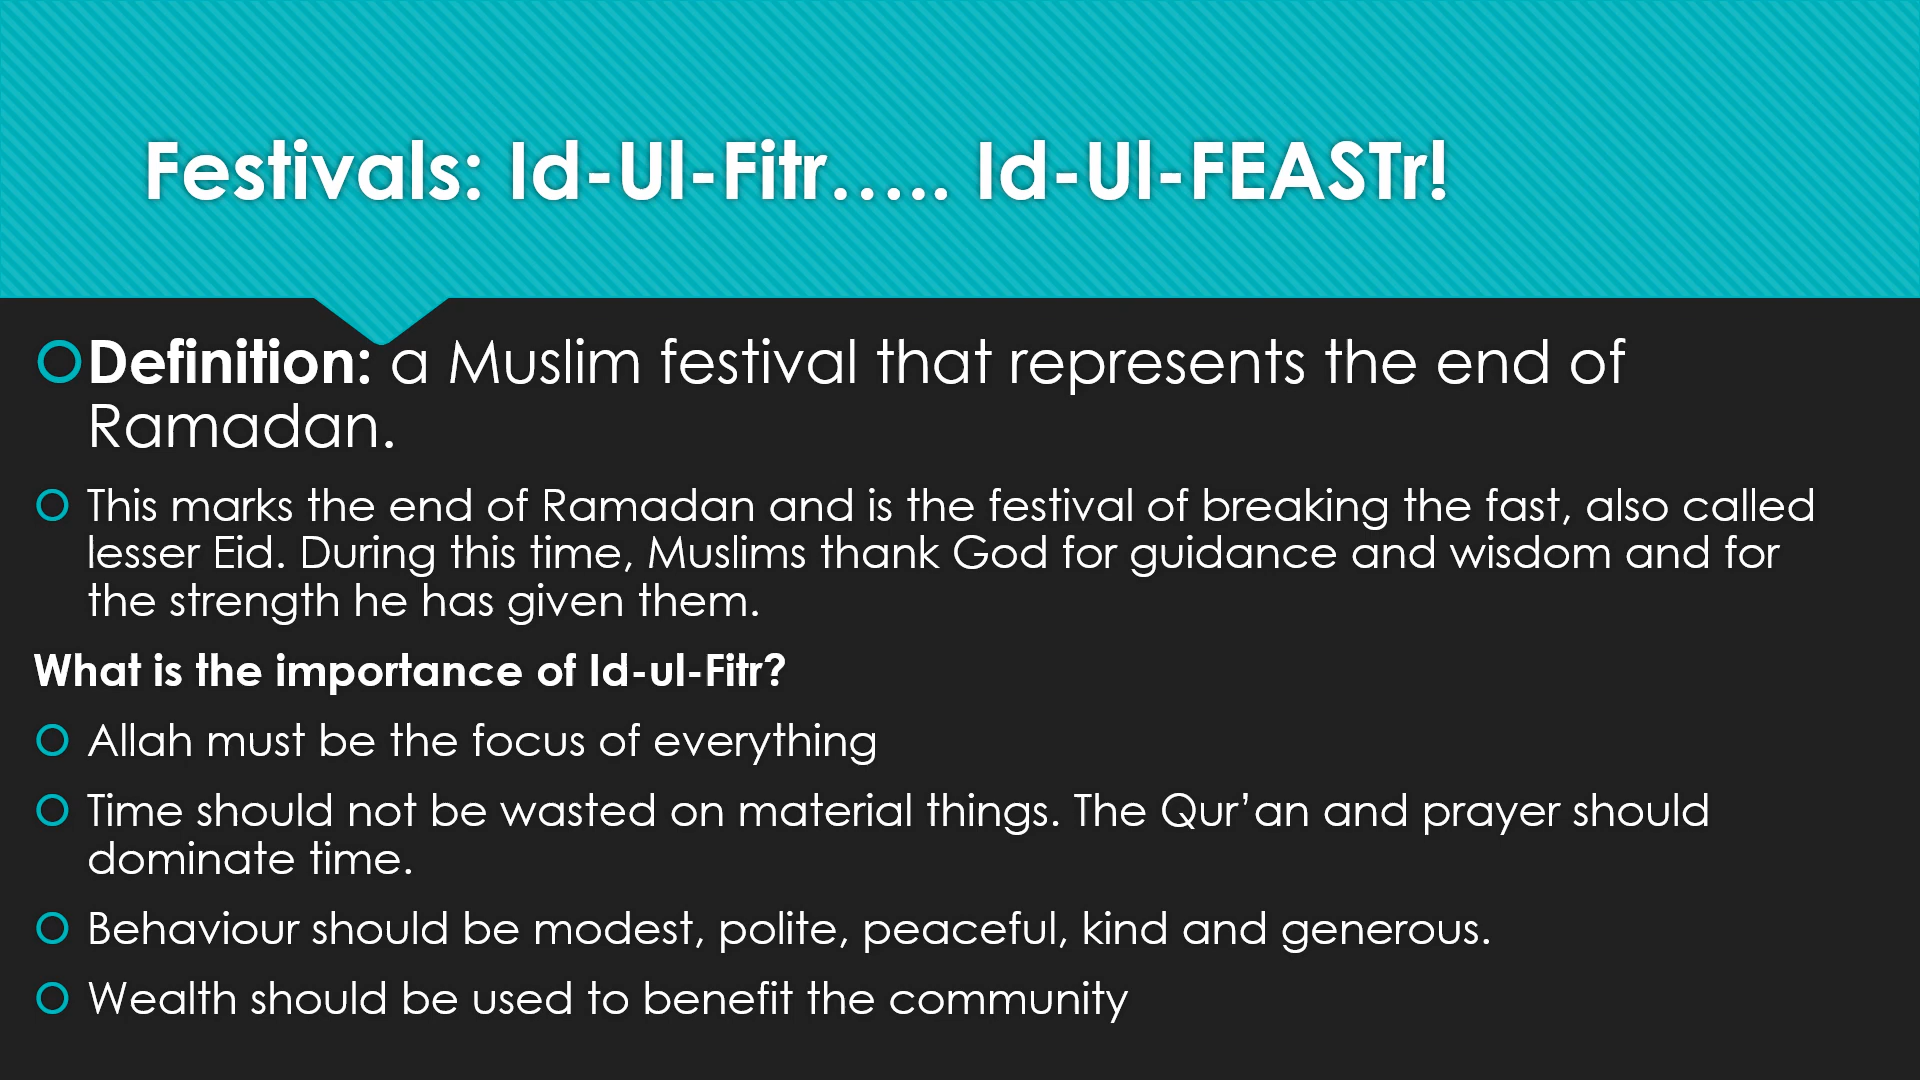 Festivals: Id-Ul-Fitr….. Id-Ul-FEASTr!
Definition: a Muslim festival that represents the end of
Ramadan.
This marks the end of Ramadan and is the festival of breaking the fast, also called
lesser Eid. During this time, Muslims thank God for guidance and wisdom and for
the strength he has given them.
What is the importance of Id-ul-Fitr?
Allah must be the focus of everything
Time should not be wasted on material things. The Qur’an and prayer should
dominate time.
Behaviour should be modest, polite, peaceful, kind and generous.
Wealth should be used to benefit the community